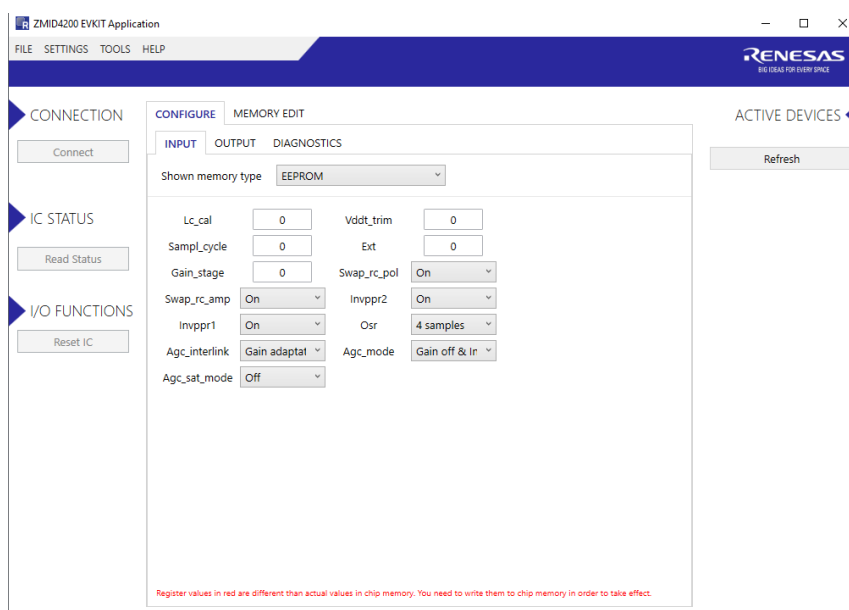 ZMID4200 EVKIT Application
FILE SETTINGS TOOLS HELP
RENESAS
BIG IDEAS FOR EVERY SPACE
CONNECTION
Connect
IC STATUS
Read Status
I/O FUNCTIONS
Reset IC
CONFIGURE MEMORY EDIT
INPUT OUTPUT DIAGNOSTICS
Shown memory type EEPROM
Lc_cal 0 Vddt_trim 0
Sampl_cycle 0 Ext 0
Gain_stage 0 Swap_rc_pol On
Swap_rc_amp On Invppr2 On
Invppr1 On Osr 4 samples
Agc_interlink Gain adaptat Agc_mode Gain off & In
Agc_sat_mode Off
Register values in red are different than actual values in chip memory. You need to write them to chip memory in order to take effect.
ACTIVE DEVICES
Refresh